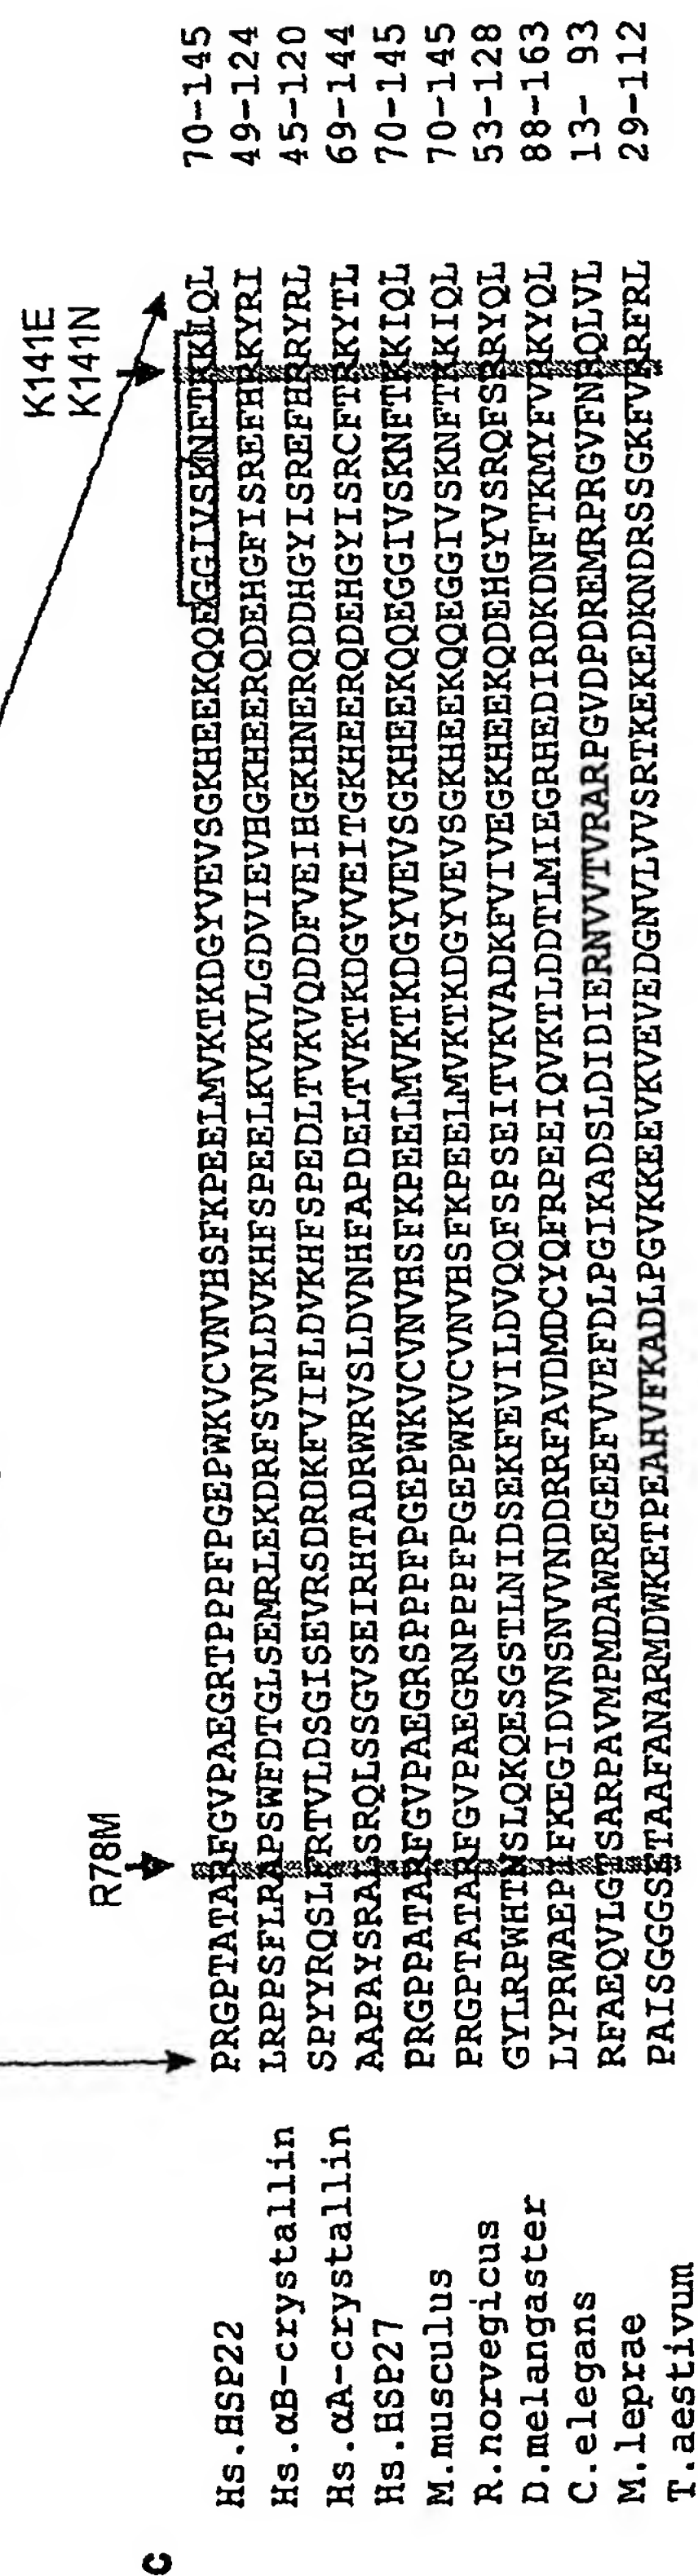 C
R78M
K141E
K141N
Hs.HSP22 PRGPTATARFGVPAEGRTPPPFPGEPWKVCVNVHSFKPEELMVKTKDGYVEVSGKHEEKQQEGGIVSKNFTKKIQL 70-145
Hs.αB-crystallin LRPPSFLRAPSWFDTGLSEMRLEKDRFSVNLDVKHFSPEELKVKVLGDVIEVHGKHEERQDEHGFISREFHRKYRI 49-124
Hs.αA-crystallin SPYYRQSLFRTVLDSGISEVRSDRDKFVIFLDVKHFSPEDLTVKVQDDFVEIHGKHNERQDDHGYISREFHRRYRL 45-120
Hs.HSP27 AAPAYSRALSRQLSSGVSEIRHTADRWRVSLDVNHFAPDELTVKTKDGVVEITGKHEERQDEHGYISRCFTRKYTL 69-144
M.musculus PRGPPATARFGVPAEGRSPPPFPGEPWKVCVNVHSFKPEELMVKTKDGYVEVSGKHEEKQQEGGIVSKNFTKKIQL 70-145
R.norvegicus PRGPTATARFGVPAEGRNPPPFPGEPWKVCVNVHSFKPEELMVKTKDGYVEVSGKHEEKQQEGGIVSKNFTKKIQL 70-145
D.melangaster GYLRPWHTNSLQKQESGSTLNIDSEKFEVILDVQQFSPSEITVKVADKFVIVEGKHEEKQDEHGYVSRQFSRRYQL 53-128
C.elegans LYPRWAEPIFKEGIDVNSNVVNDDRRFAVDMDCYQFRPEEIQVKTLDDTLMIEGRHEDIRDKDNFTKMYFVRKYQL 88-163
M.leprae RFAEQVLGTSARPAVMPMDAWREGEEFVVEFDLPGIKADSLDIDIERNVVTVRARPGVDPDREMRPRGVFNRQLVL 13- 93
T.aestivum PAISGGGSETAAFANARMDWKETPEAHVFKADLPGVKKEEVKVEVEDGNVLVVSRTKEKEDKNDRSSGKFVRRFRL 29-112